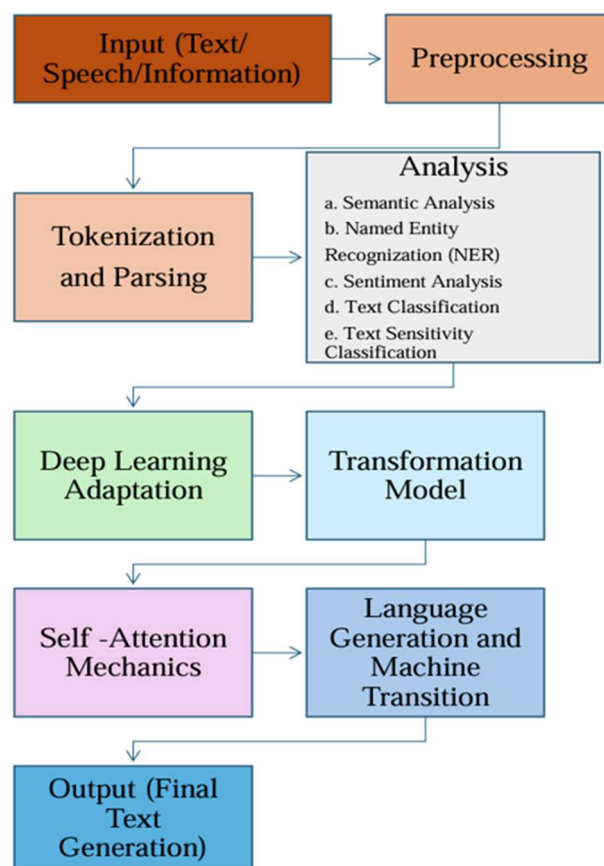 Input (Text/
Speech/Information)
Preprocessing
Tokenization
and Parsing
Analysis
a. Semantic Analysis
b. Named Entity
Recognization (NER)
c. Sentiment Analysis
d. Text Classification
e. Text Sensitivity
Classification
Deep Learning
Adaptation
Transformation
Model
Self -Attention
Mechanics
Language
Generation and
Machine
Transition
Output (Final
Text
Generation)